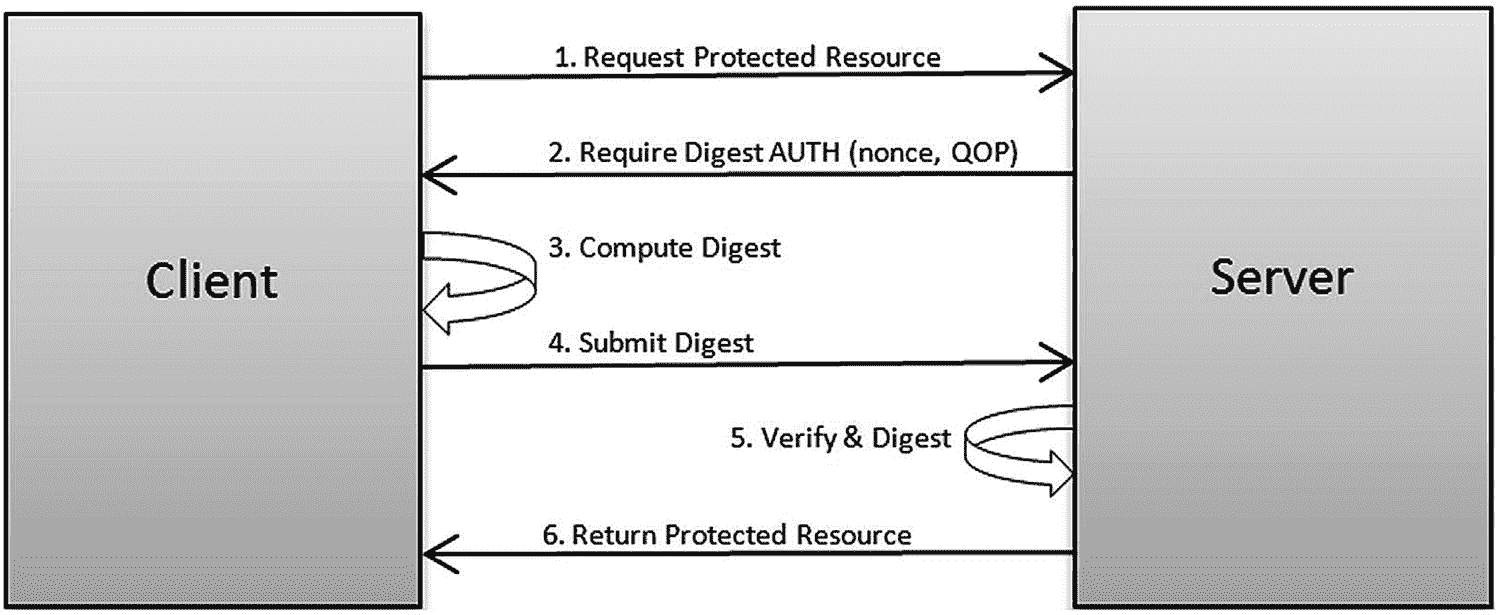 1. Request Protected Resource
2. Require Digest AUTH (nonce, QOP)
Client
3. Compute Digest
Server
4. Submit Digest
5. Verify & Digest
6. Return Protected Resource